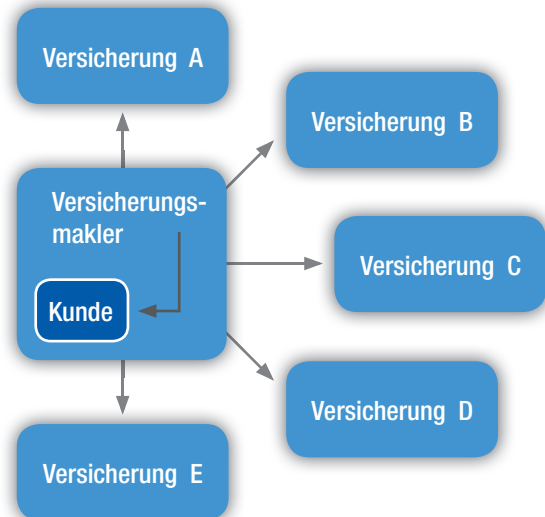 Versicherung A
Versicherung B
Versicherungs-
makler
Versicherung C
Kunde
Versicherung D
Versicherung E